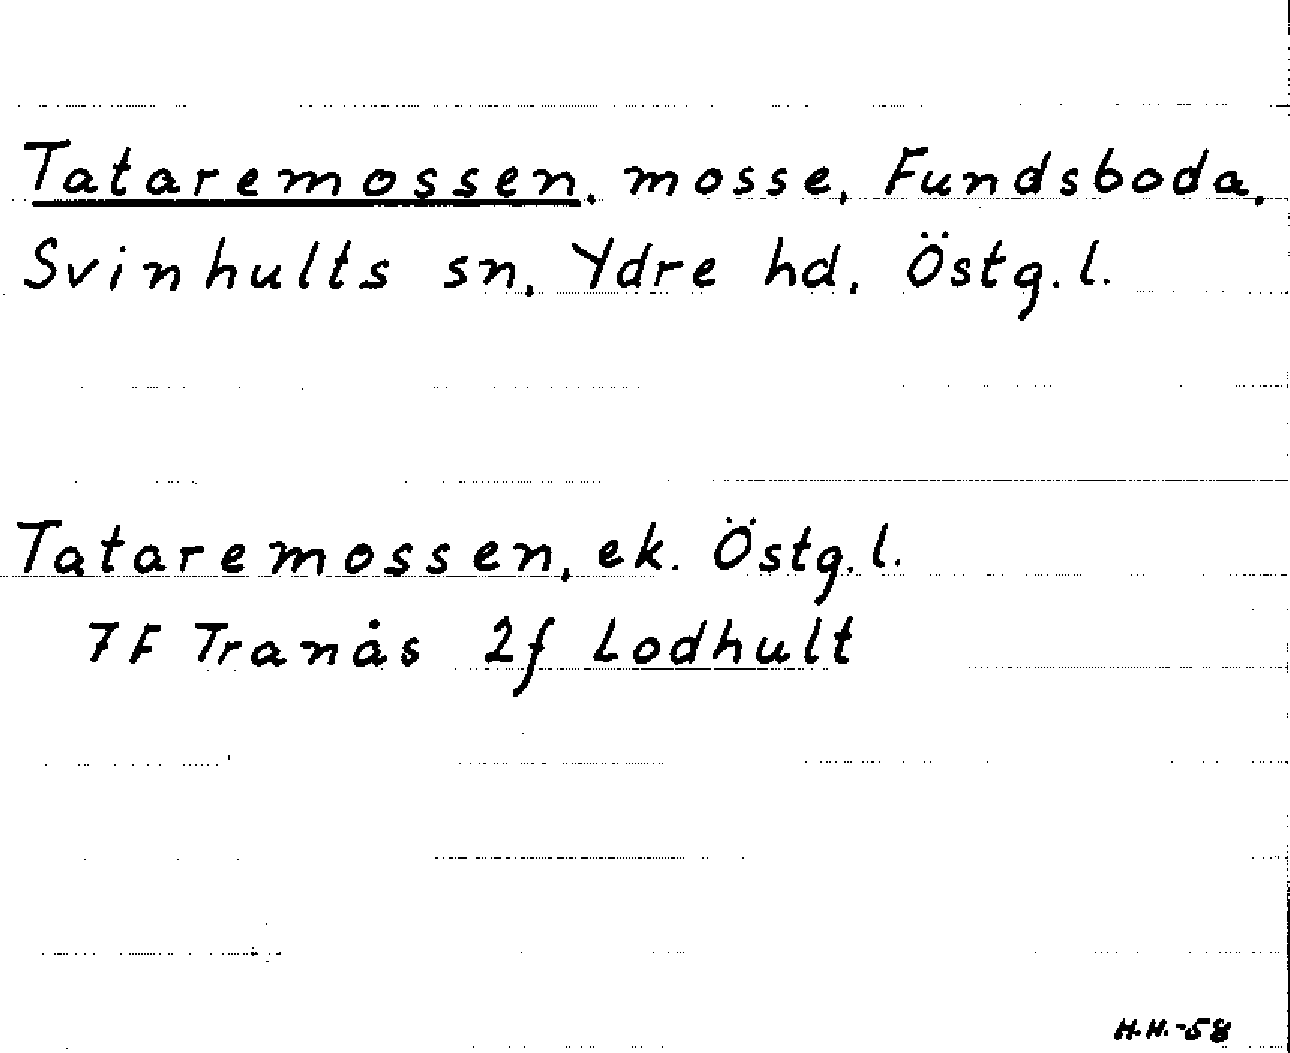 Tataremossen, mosse, Fundsboda,
Svinhults sn, Ydre hd, Östg.l.
Tataremossen, ek. Östg.l.
7F Tranås 2f Lodhult
H.H.-58